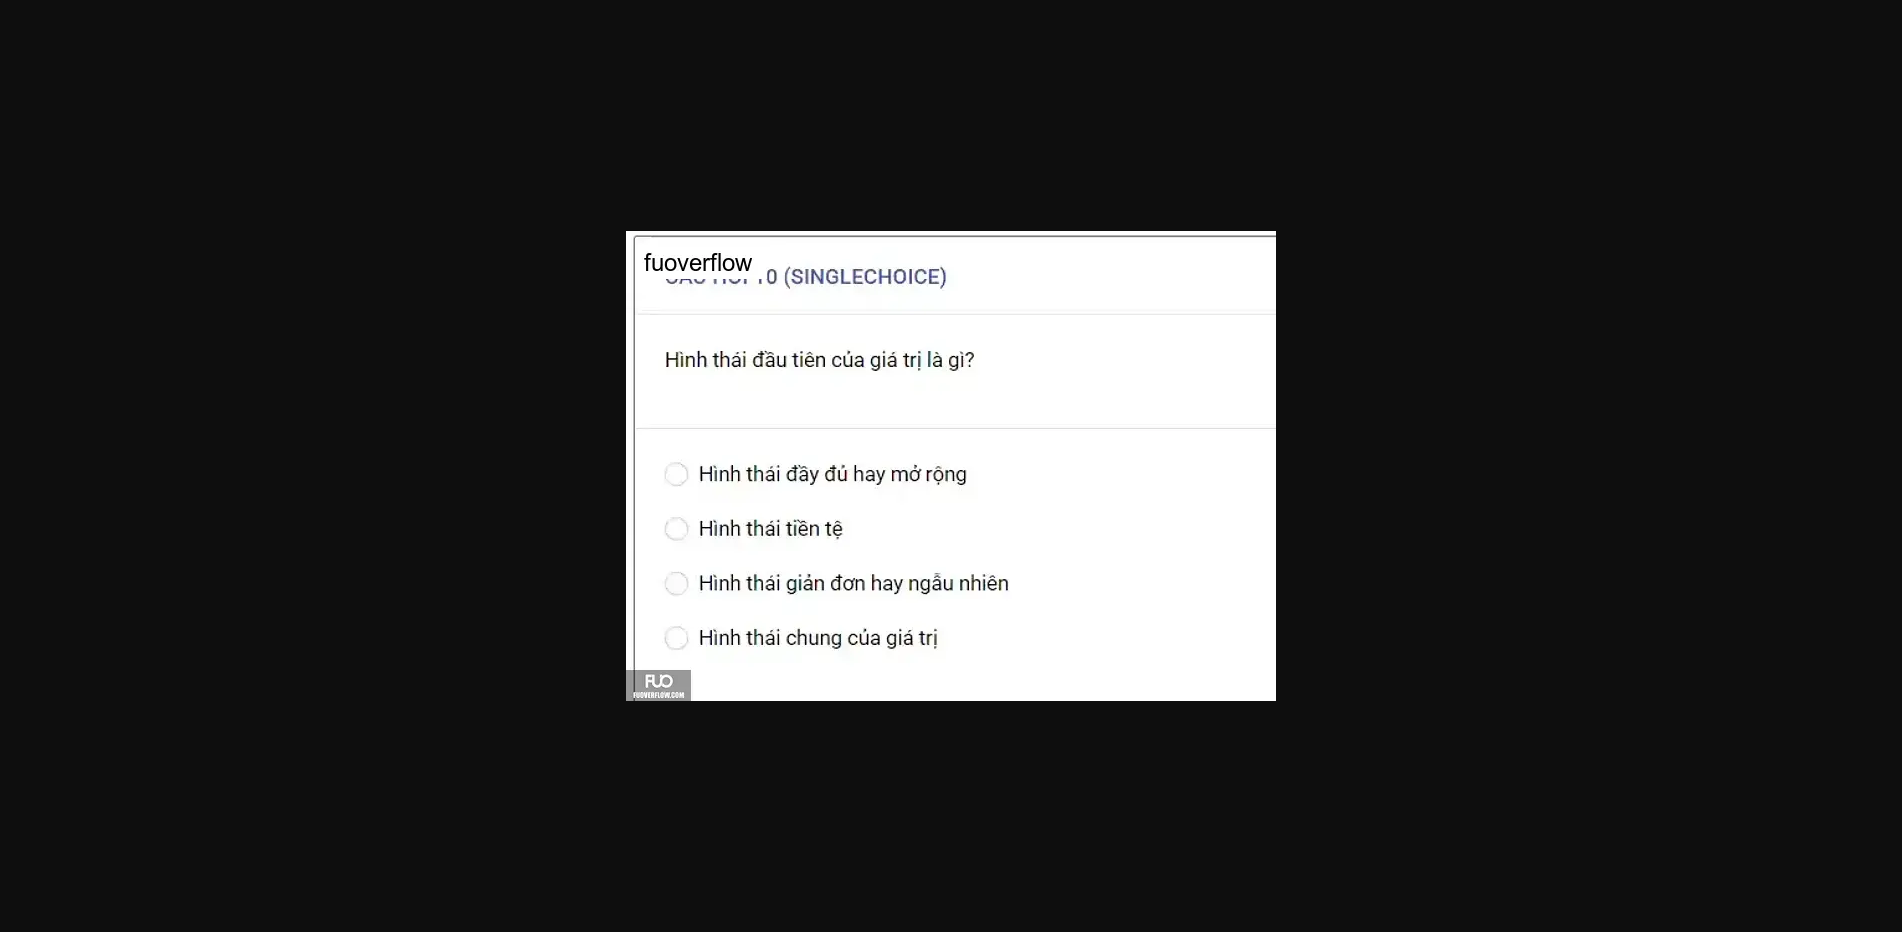 fuoverflow
0 (SINGLECHOICE)
Hình thái đầu tiên của giá trị là gì?
Hình thái đầy đủ hay mở rộng
Hình thái tiền tệ
Hình thái giản đơn hay ngẫu nhiên
Hình thái chung của giá trị
FUO
FUOVERFLOW.COM